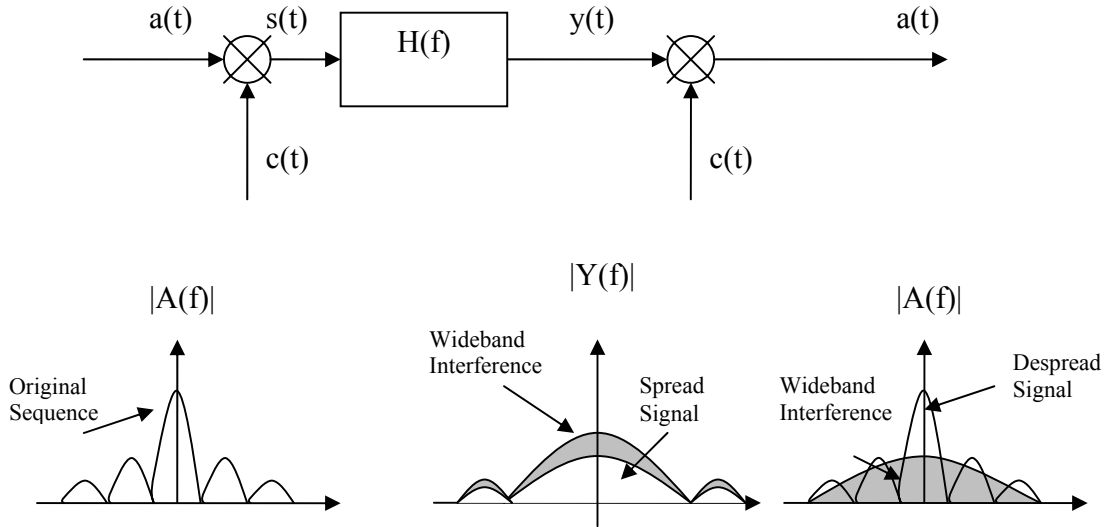 a(t)
s(t)
H(f)
y(t)
a(t)
c(t)
c(t)
|A(f)|
Original
Sequence
|Y(f)|
Wideband
Interference
Spread
Signal
|A(f)|
Wideband
Interference
Despread
Signal